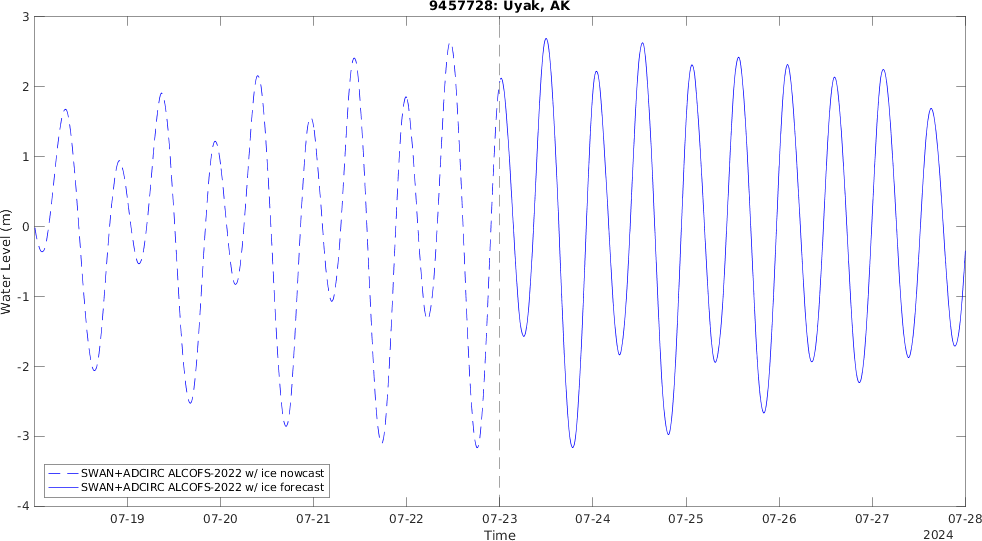 9457728: Uyak, AK
3
2
1
0
-1
-2
-3
-4
Water Level (m)
SWAN+ADCIRC ALCOFS-2022 w/ ice nowcast
SWAN+ADCIRC ALCOFS-2022 w/ ice forecast
07-19 07-20 07-21 07-22 07-23 07-24 07-25 07-26 07-27 07-28
Time
2024